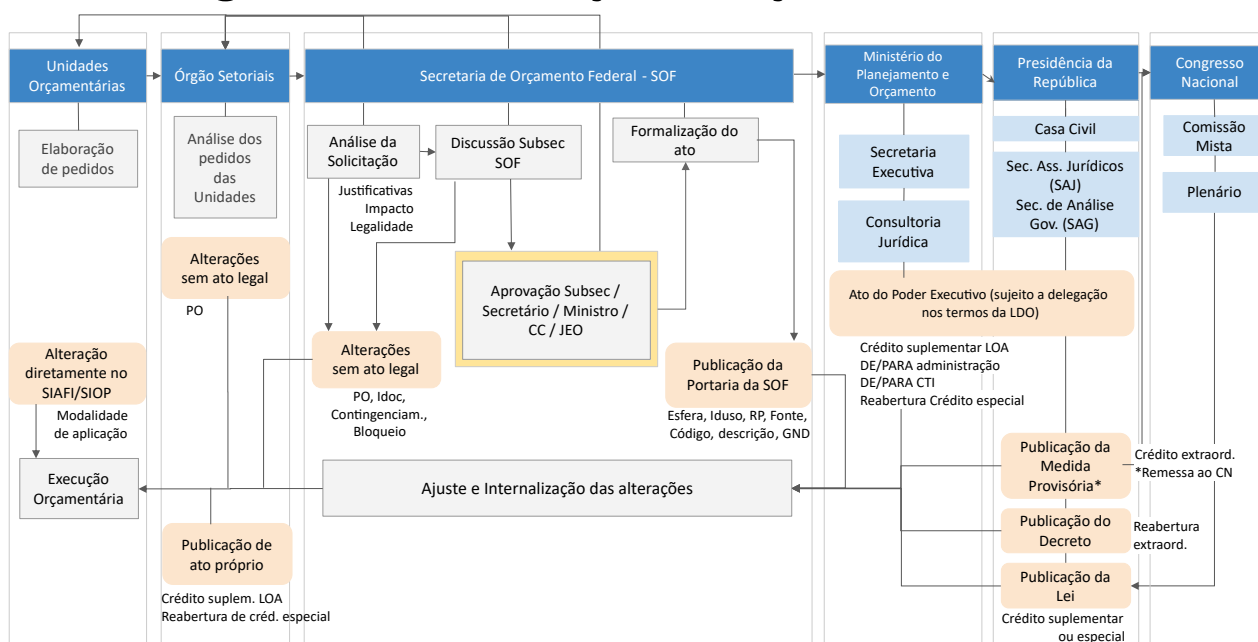 Unidades
Orçamentárias
Órgão Setoriais
Secretaria de Orçamento Federal - SOF
Ministério do
Planejamento e
Orçamento
Presidência da
República
Congresso
Nacional
Elaboração
de pedidos
Análise dos
pedidos
das
Unidades
Análise da
Solicitação
Justificativas
Impacto
Legalidade
Discussão Subsec
SOF
Formalização do
ato
Secretaria
Executiva
Consultoria
Jurídica
Casa Civil
Sec. Ass. Jurídicos
(SAJ)
Sec. de Análise
Gov. (SAG)
Comissão
Mista
Plenário
Alterações
sem ato legal
PO
Aprovação Subsec /
Secretário / Ministro /
CC / JEO
Ato do Poder Executivo (sujeito a delegação
nos termos da LDO)
Alteração
diretamente no
SIAFI/SIOP
Modalidade
de aplicação
Alterações
sem ato legal
PO, Idoc,
Contingenciam.,
Bloqueio
Publicação da
Portaria da SOF
Esfera, Iduso, RP, Fonte,
Código, descrição, GND
Crédito suplementar LOA
DE/PARA administração
DE/PARA CTI
Reabertura Crédito especial
Execução
Orçamentária
Ajuste e Internalização das alterações
Publicação da
Medida
Provisória*
Crédito extraord.
*Remessa ao CN
Publicação de
ato próprio
Crédito suplem. LOA
Reabertura de créd. especial
Publicação do
Decreto
Reabertura
extraord.
Publicação da
Lei
Crédito suplementar
ou especial